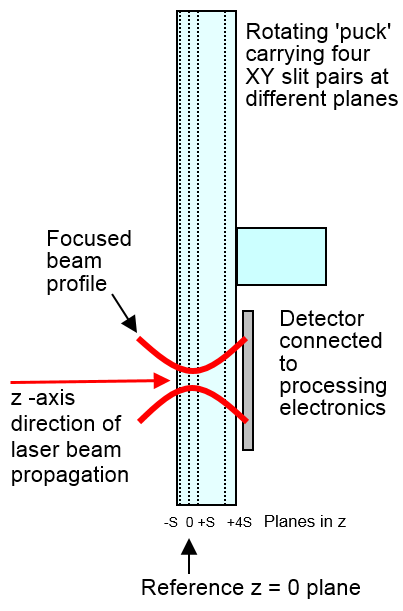 Rotating 'puck'
carrying four
XY slit pairs at
different planes
Focused
beam
profile
Detector
connected
to
processing
electronics
z -axis
direction of
laser beam
propagation
-S 0 +S +4S Planes in z
Reference z = 0 plane